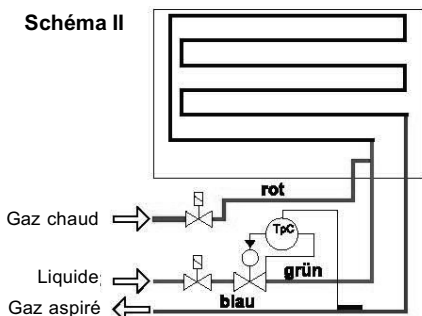 Schéma II
rot
Gaz chaud
TpC
Liquide
grün
blau
Gaz aspiré